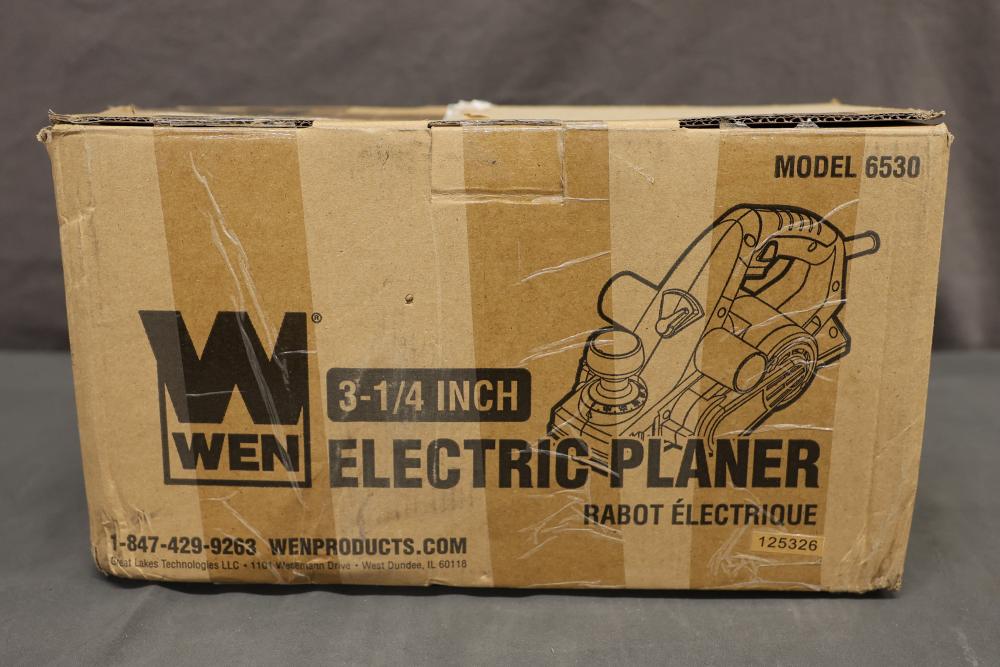 MODEL 6530
W®
WEN
3-1/4 INCH
ELECTRIC PLANER
RABOT ÉLECTRIQUE
125326
1-847-429-9263 WENPRODUCTS.COM
Great Lakes Technologies LLC • 1101 Wesemann Drive • West Dundee, IL 60118